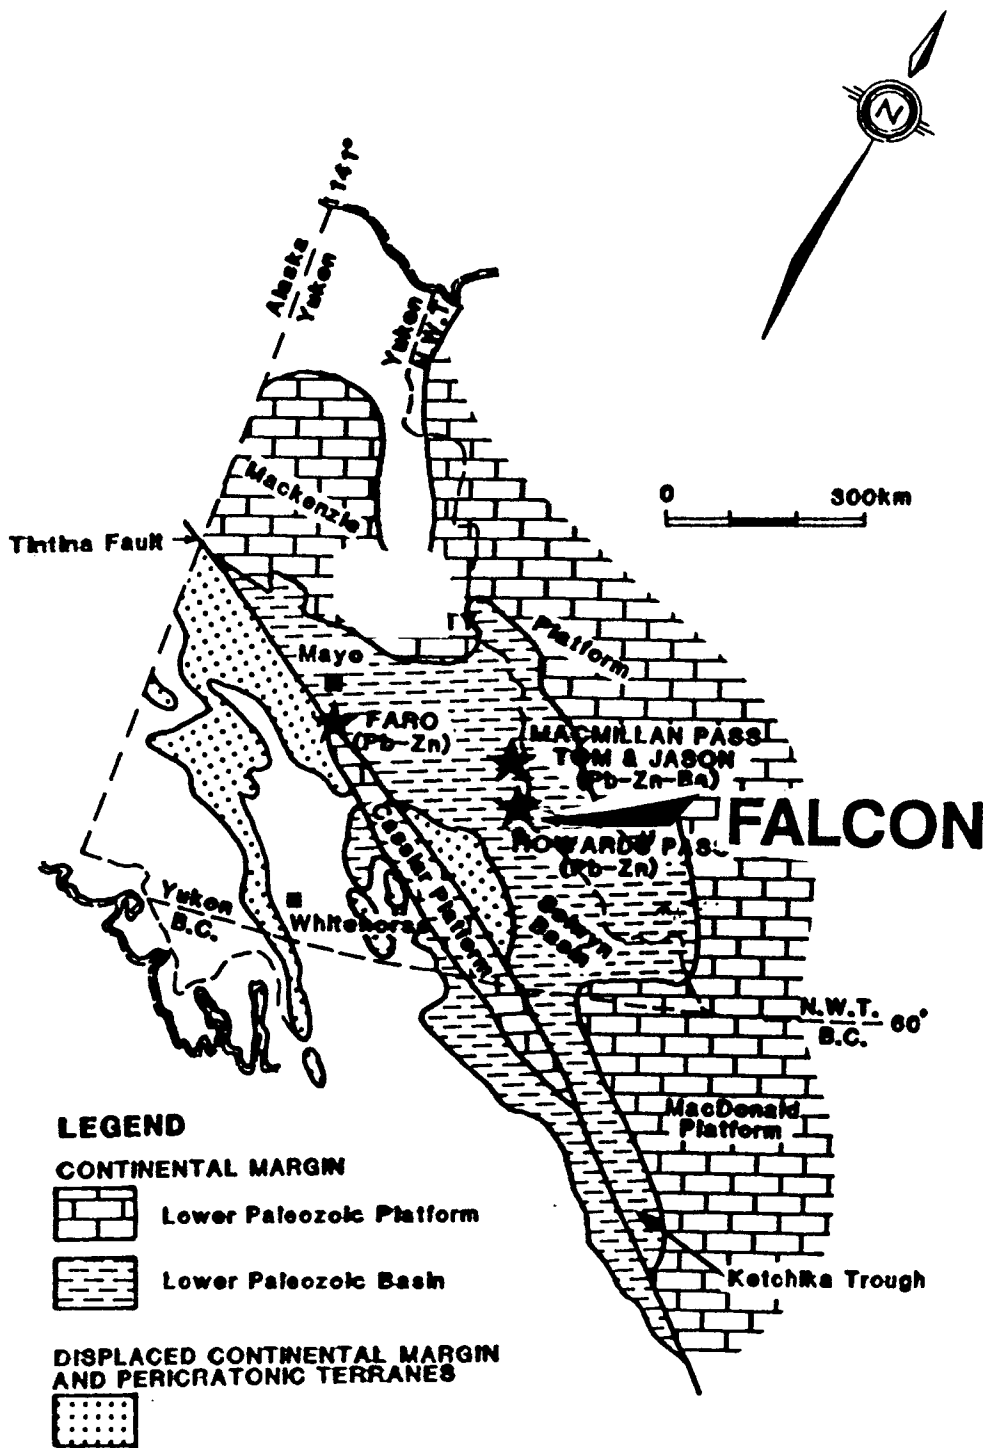 N
141°
Alaska
Yukon
Yukon
N.W.T.
0 300km
Mackenzie
Tintina Fault
Platform
Mayo
FARO
(Pb-Zn)
MACMILLAN PASS
TOM & JASON
(Pb-Zn-Ba)
FALCON
HOWARDS PASS
(Pb-Zn)
Cassiar Platform
Selwyn
Basin
Yukon
B.C.
Whitehorse
N.W.T.
B.C.
60°
MacDonald
Platform
Ketchika Trough
LEGEND
CONTINENTAL MARGIN
Lower Paleozoic Platform
Lower Paleozoic Basin
DISPLACED CONTINENTAL MARGIN
AND PERICRATONIC TERRANES